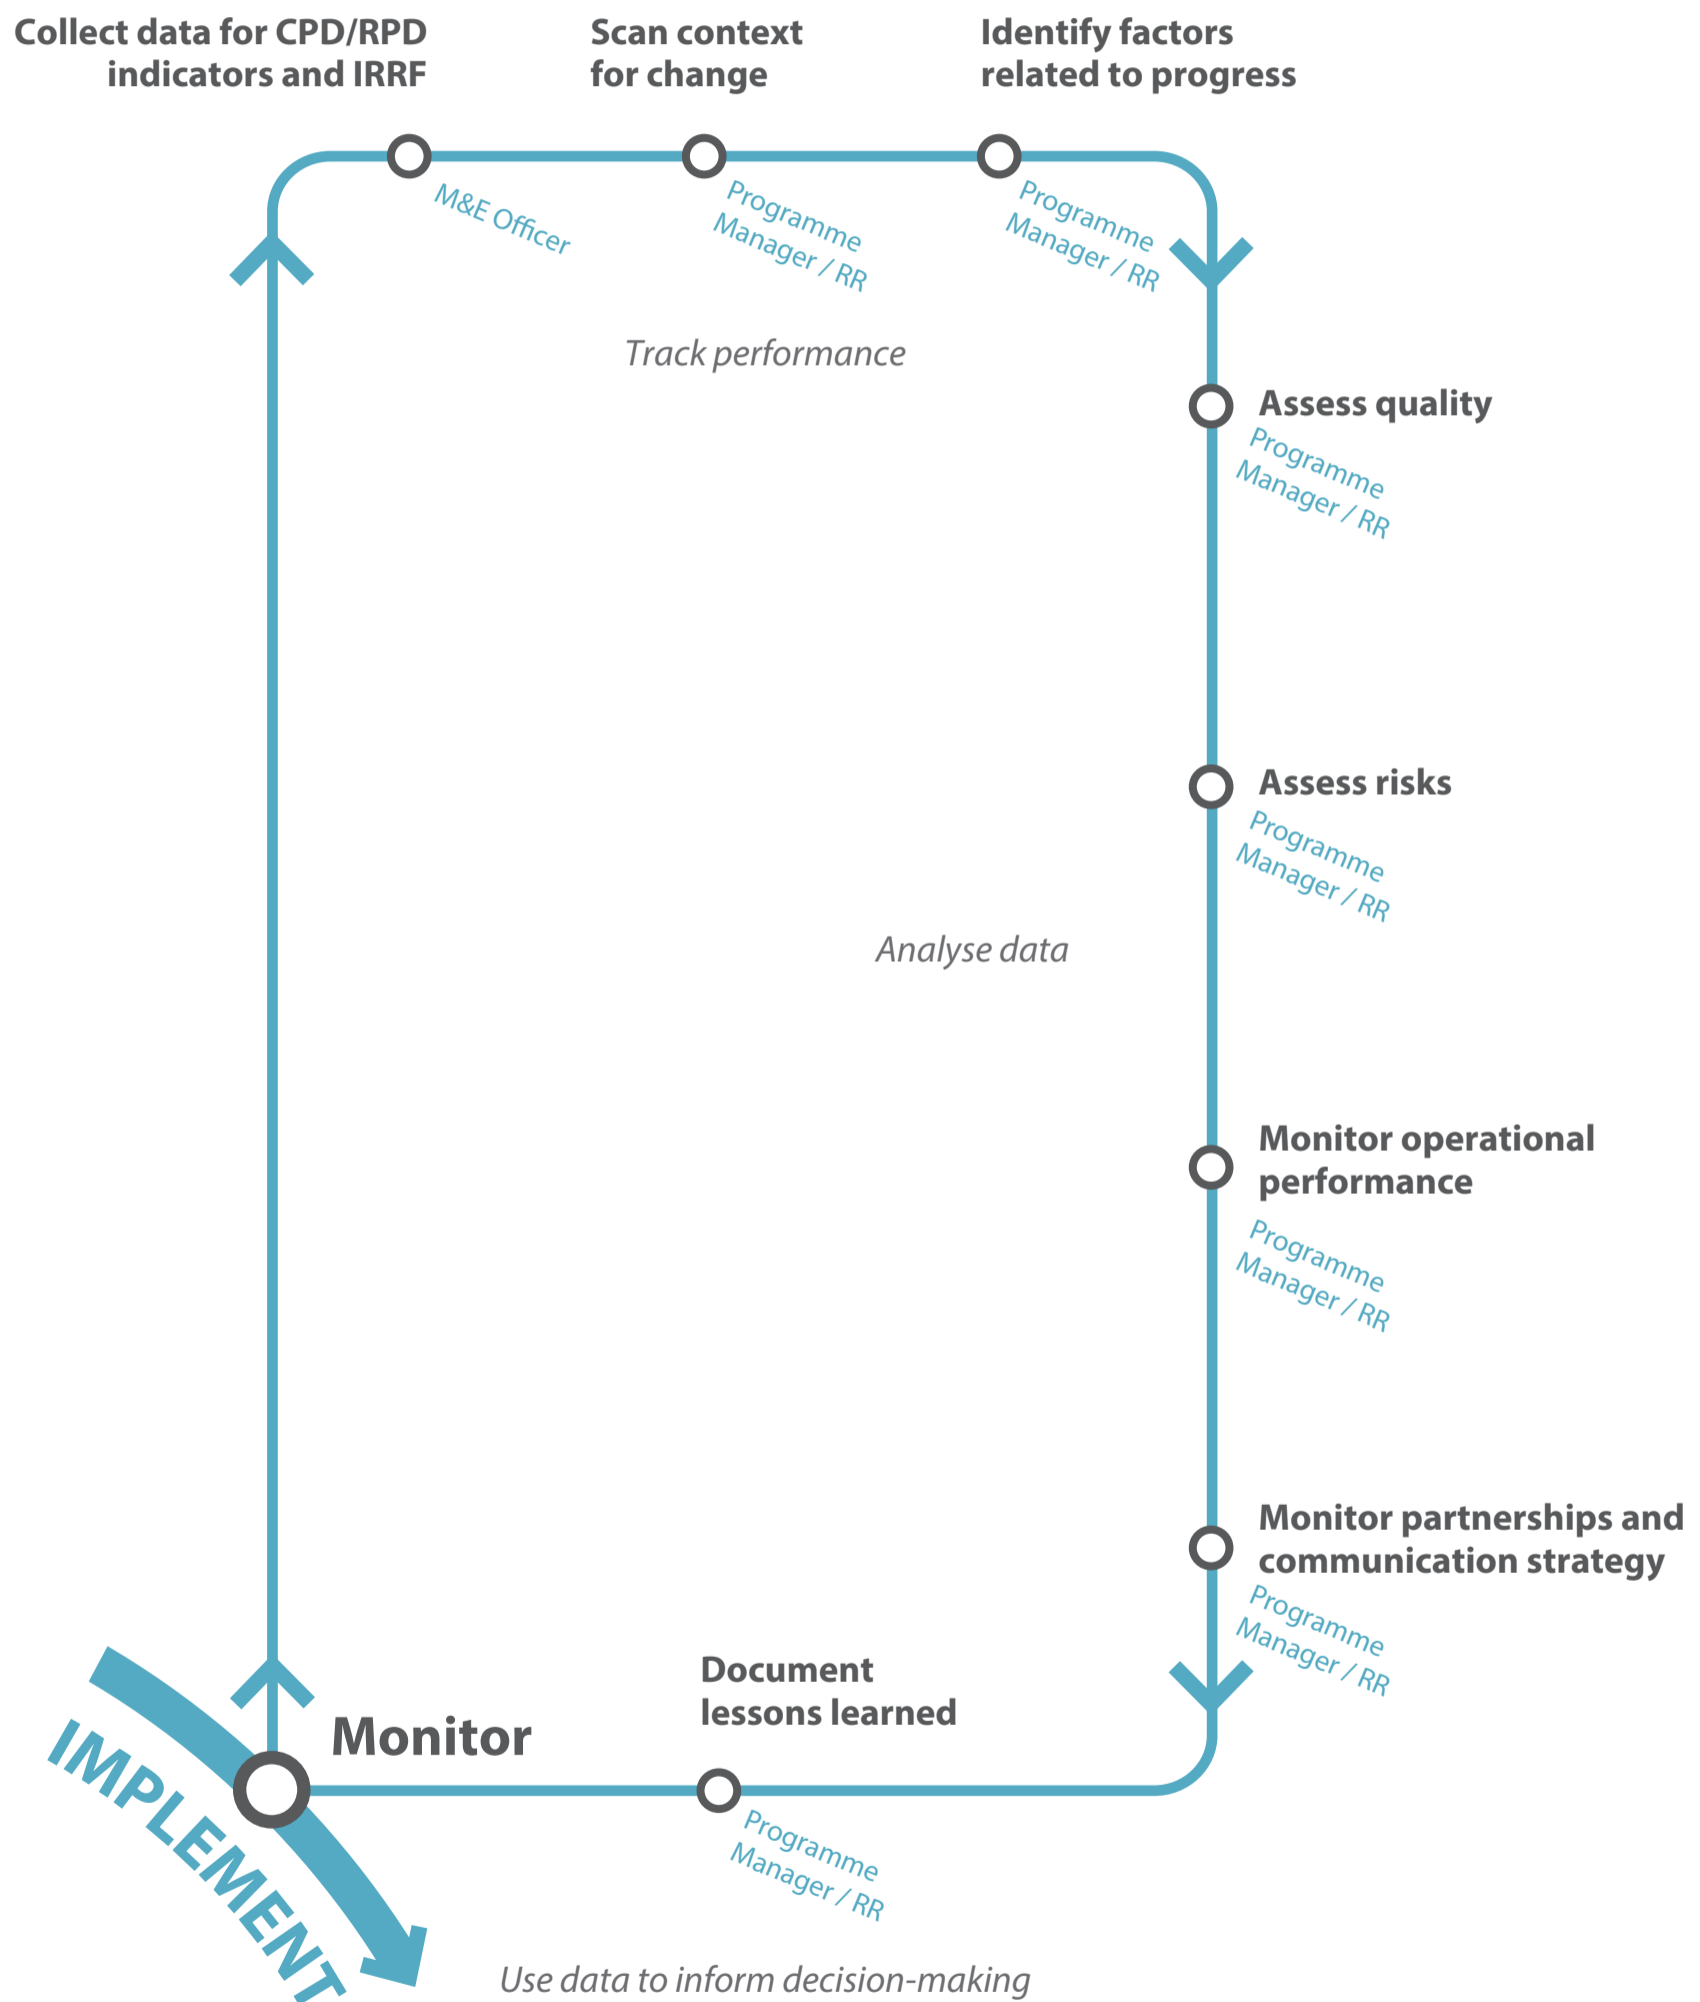 Collect data for CPD/RPD
indicators and IRRF
M&E Officer
Scan context
for change
Programme
Manager / RR
Identify factors
related to progress
Programme
Manager / RR
Track performance
Assess quality
Programme
Manager / RR
Assess risks
Programme
Manager / RR
Analyse data
Monitor operational
performance
Programme
Manager / RR
Monitor partnerships and
communication strategy
Programme
Manager / RR
Document
lessons learned
Programme
Manager / RR
Monitor
IMPLEMENT
Use data to inform decision-making